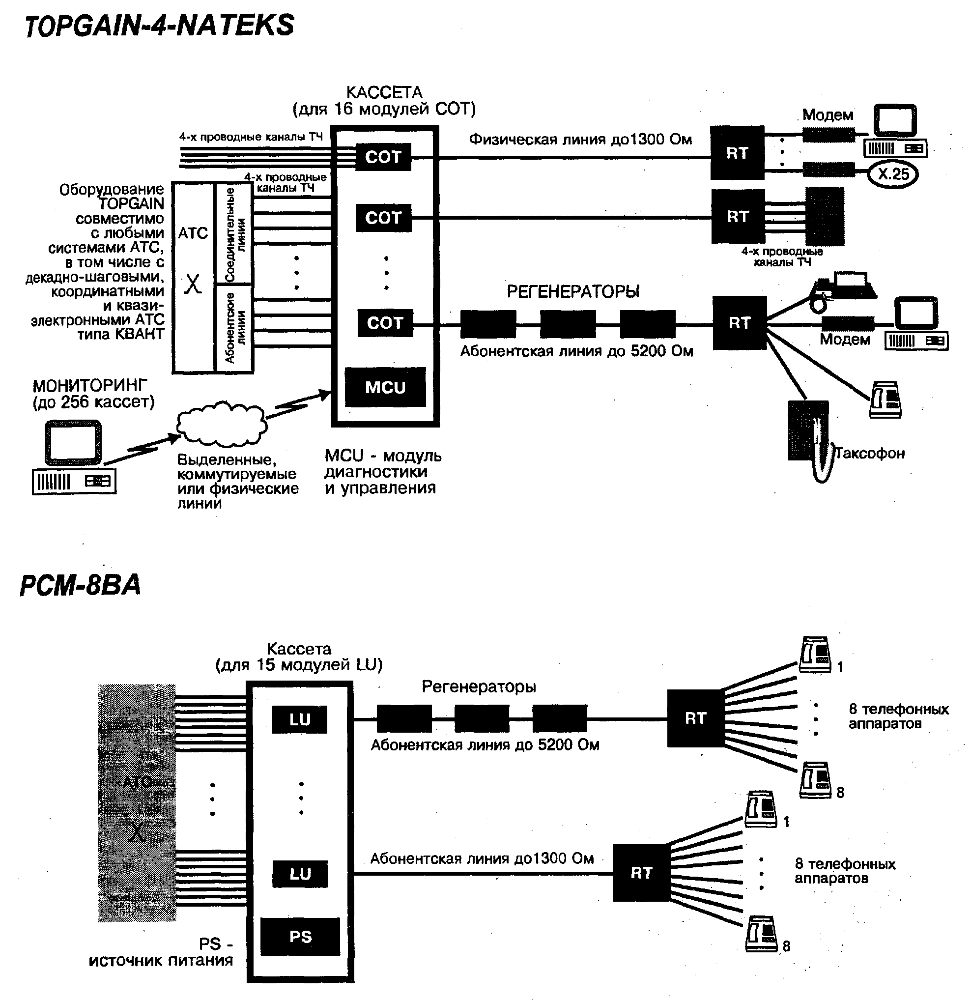 TOPGAIN-4-NATEKS
КАССЕТА
(для 16 модулей СОТ)
4-х проводные каналы ТЧ
COT
Физическая линия до1300 Ом
RT
Модем
X.25
4-х проводные
каналы ТЧ
Оборудование
TOPGAIN
совместимо
с любыми
системами АТС,
в том числе с
декадно-шаговыми,
координатными
и квази-
электронными АТС
типа КВАНТ
АТС
X
Соединительные
линии
Абонентские
линии
COT
RT
4-х проводные
каналы ТЧ
РЕГЕНЕРАТОРЫ
COT
RT
Абонентская линия до 5200 Ом
Модем
MCU
Таксофон
МОНИТОРИНГ
(до 256 кассет)
Выделенные,
коммутируемые
или физические
линии
MCU - модуль
диагностики
и управления
PCM-8BA
Кассета
(для 15 модулей LU)
Регенераторы
LU
RT
1
8 телефонных
аппаратов
Абонентская линия до 5200 Ом
АТС
X
8
1
Абонентская линия до1300 Ом
LU
RT
8 телефонных
аппаратов
PS
8
PS -
источник питания